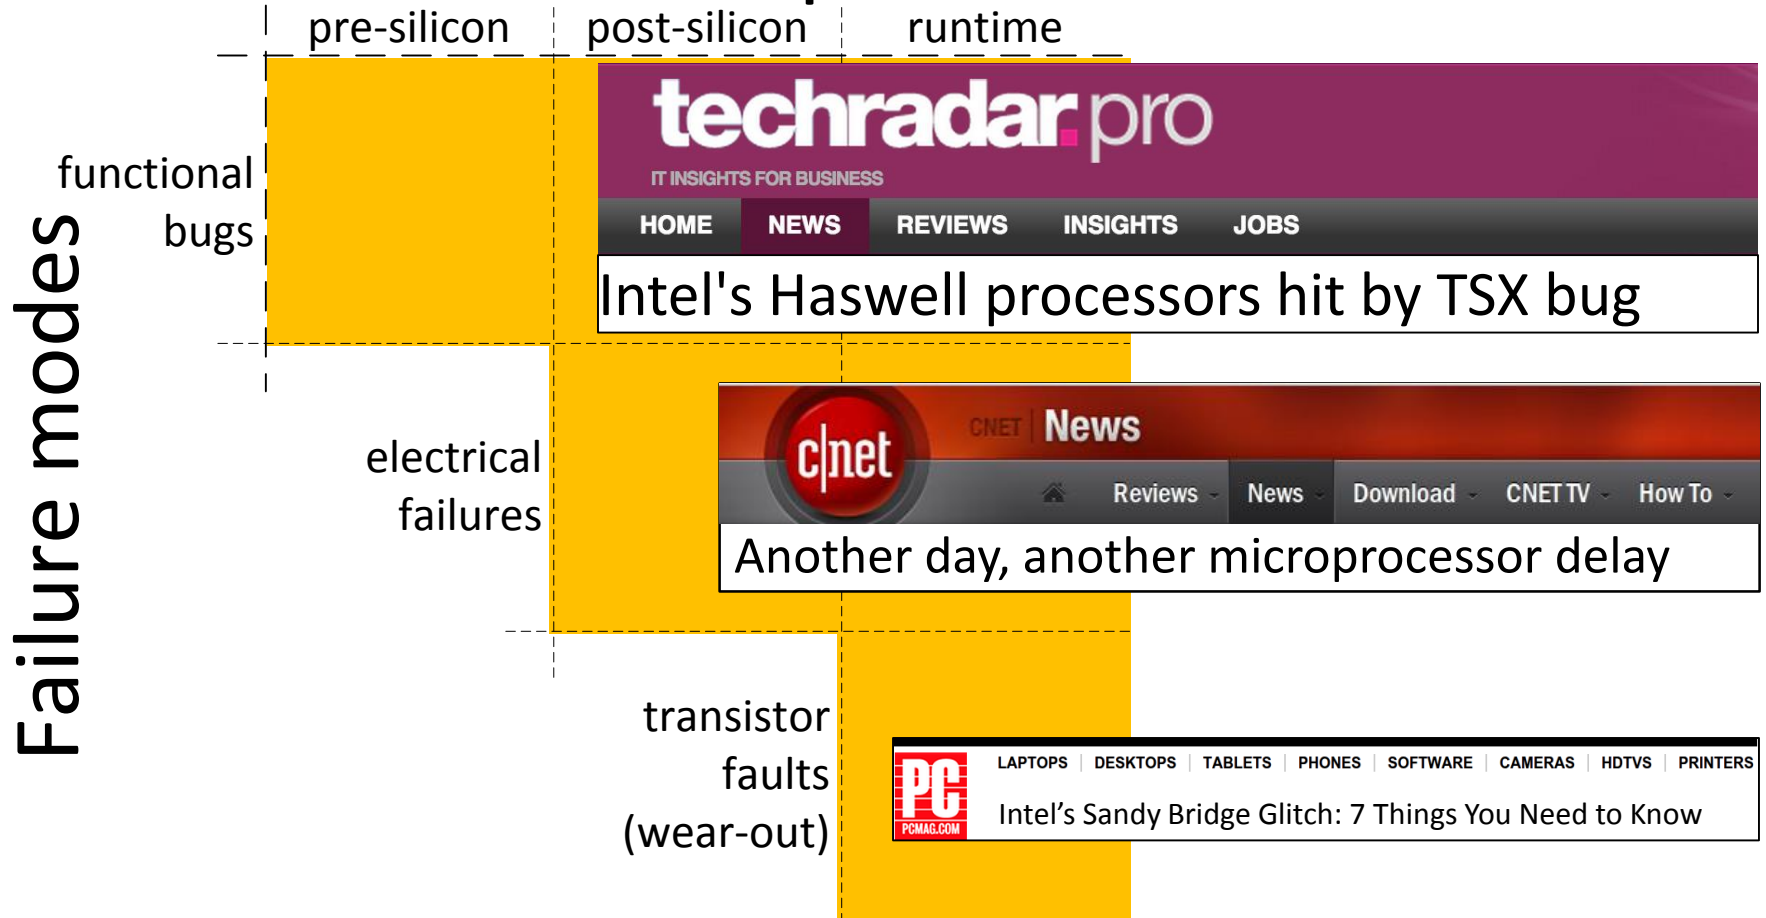 pre-silicon post-silicon runtime
techradar.pro
IT INSIGHTS FOR BUSINESS
HOME NEWS REVIEWS INSIGHTS JOBS
functional
bugs
Intel's Haswell processors hit by TSX bug
Failure modes
c|net
CNET | News
Reviews News Download CNET TV How To
electrical
failures
Another day, another microprocessor delay
transistor
faults
(wear-out)
PC
PCMAG.COM
LAPTOPS | DESKTOPS | TABLETS | PHONES | SOFTWARE | CAMERAS | HDTVS | PRINTERS
Intel’s Sandy Bridge Glitch: 7 Things You Need to Know